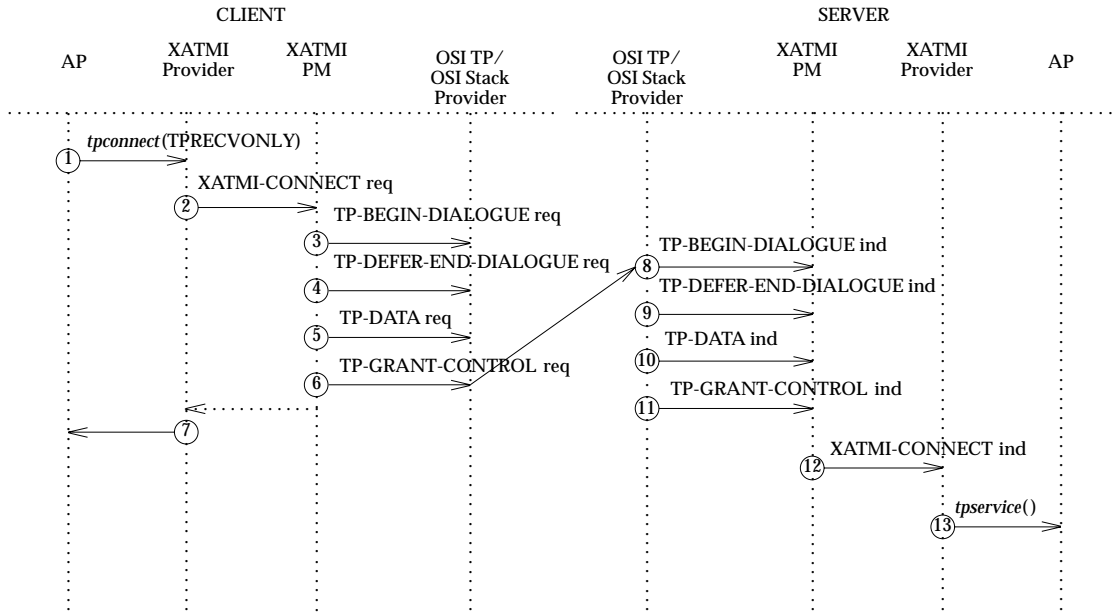 CLIENT SERVER
AP XATMI Provider XATMI PM OSI TP/ OSI Stack Provider OSI TP/ OSI Stack Provider XATMI PM XATMI Provider AP
tpconnect(TPRECVONLY)
1
XATMI-CONNECT req
2
TP-BEGIN-DIALOGUE req
3
TP-BEGIN-DIALOGUE ind
8
TP-DEFER-END-DIALOGUE req
4
TP-DEFER-END-DIALOGUE ind
9
TP-DATA req
5
TP-DATA ind
10
TP-GRANT-CONTROL req
6
TP-GRANT-CONTROL ind
11
7
XATMI-CONNECT ind
12
tpservice()
13